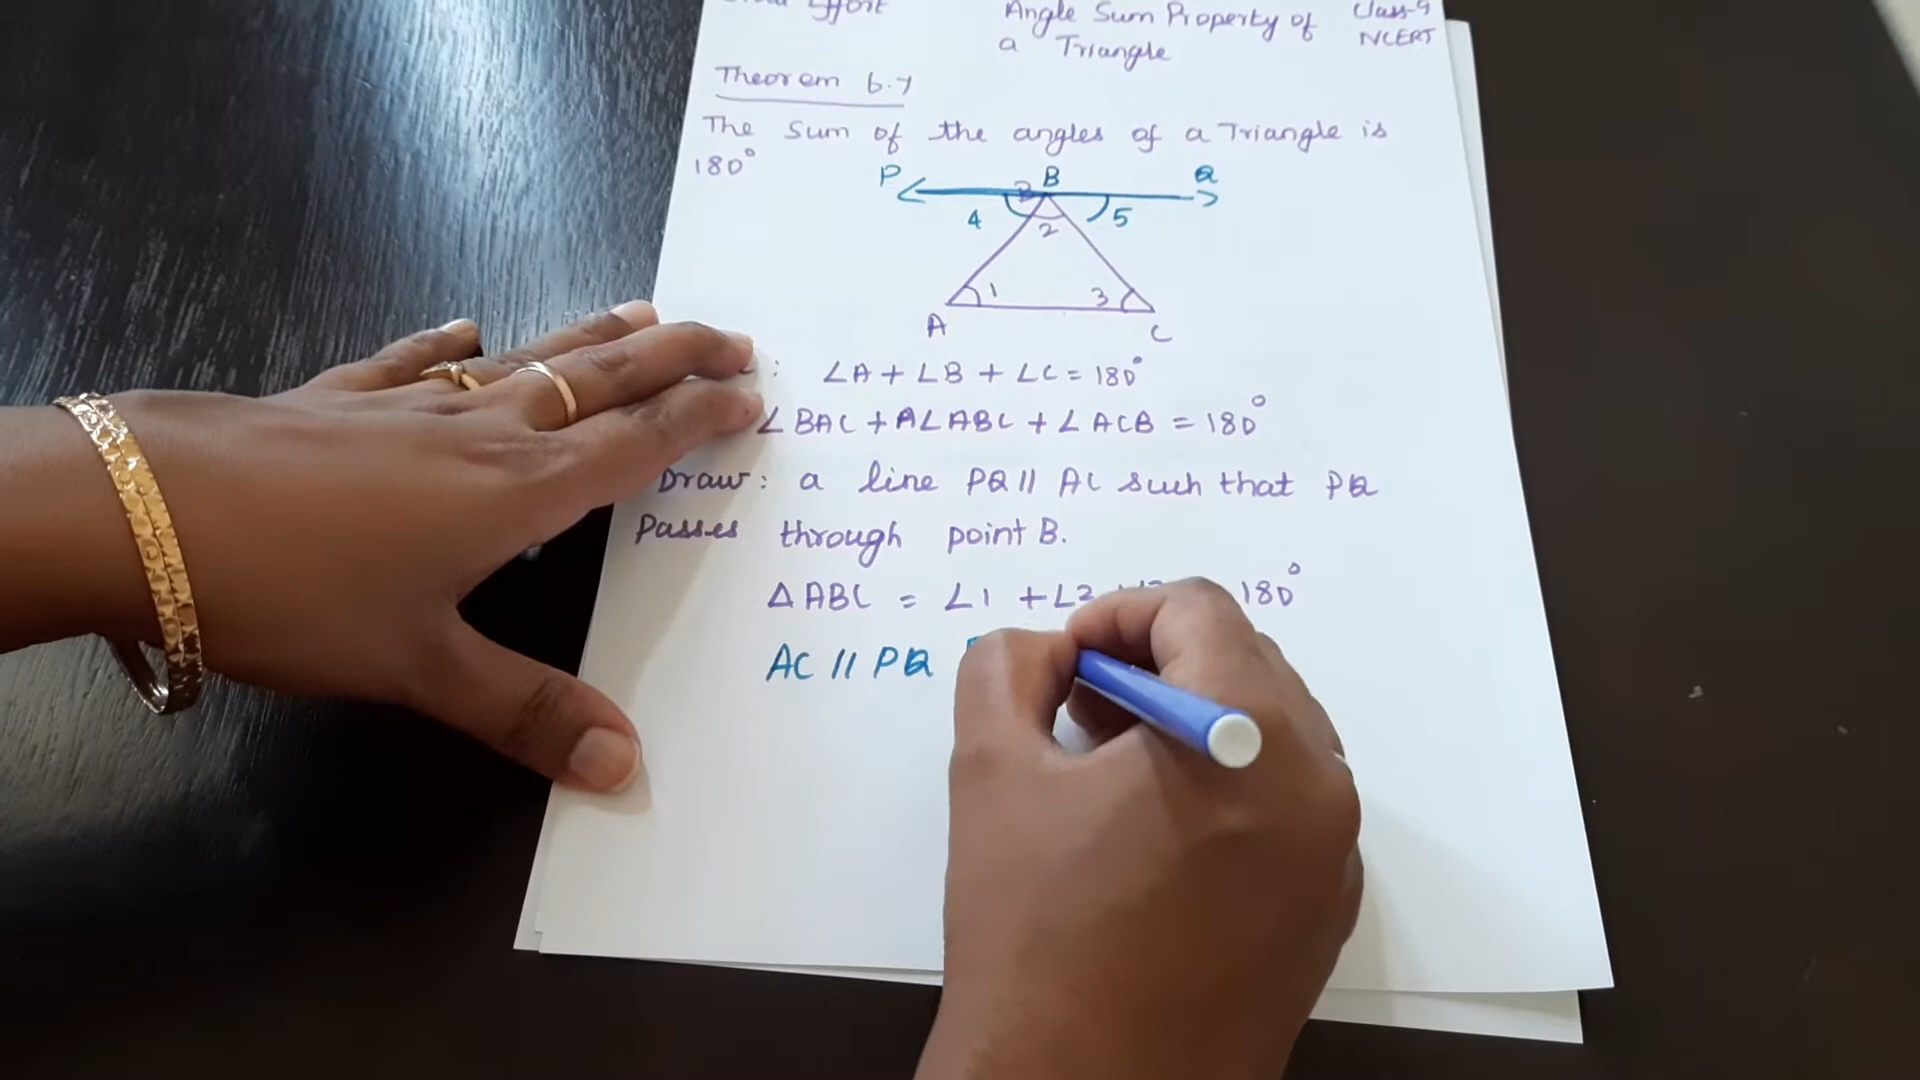 Effort
Angle Sum Property of
a Triangle
Class-9
NCERT
Theorem 6.7
The Sum of the angles of a Triangle is
180°
P B Q
4 2 5
1 3
A C
: ∠A + ∠B + ∠C = 180°
∠BAC + A∠ABC + ∠ACB = 180°
Draw: a line PQ // AC such that PQ
Passes through point B.
△ABC = ∠1 + ∠2 180°
AC // PQ